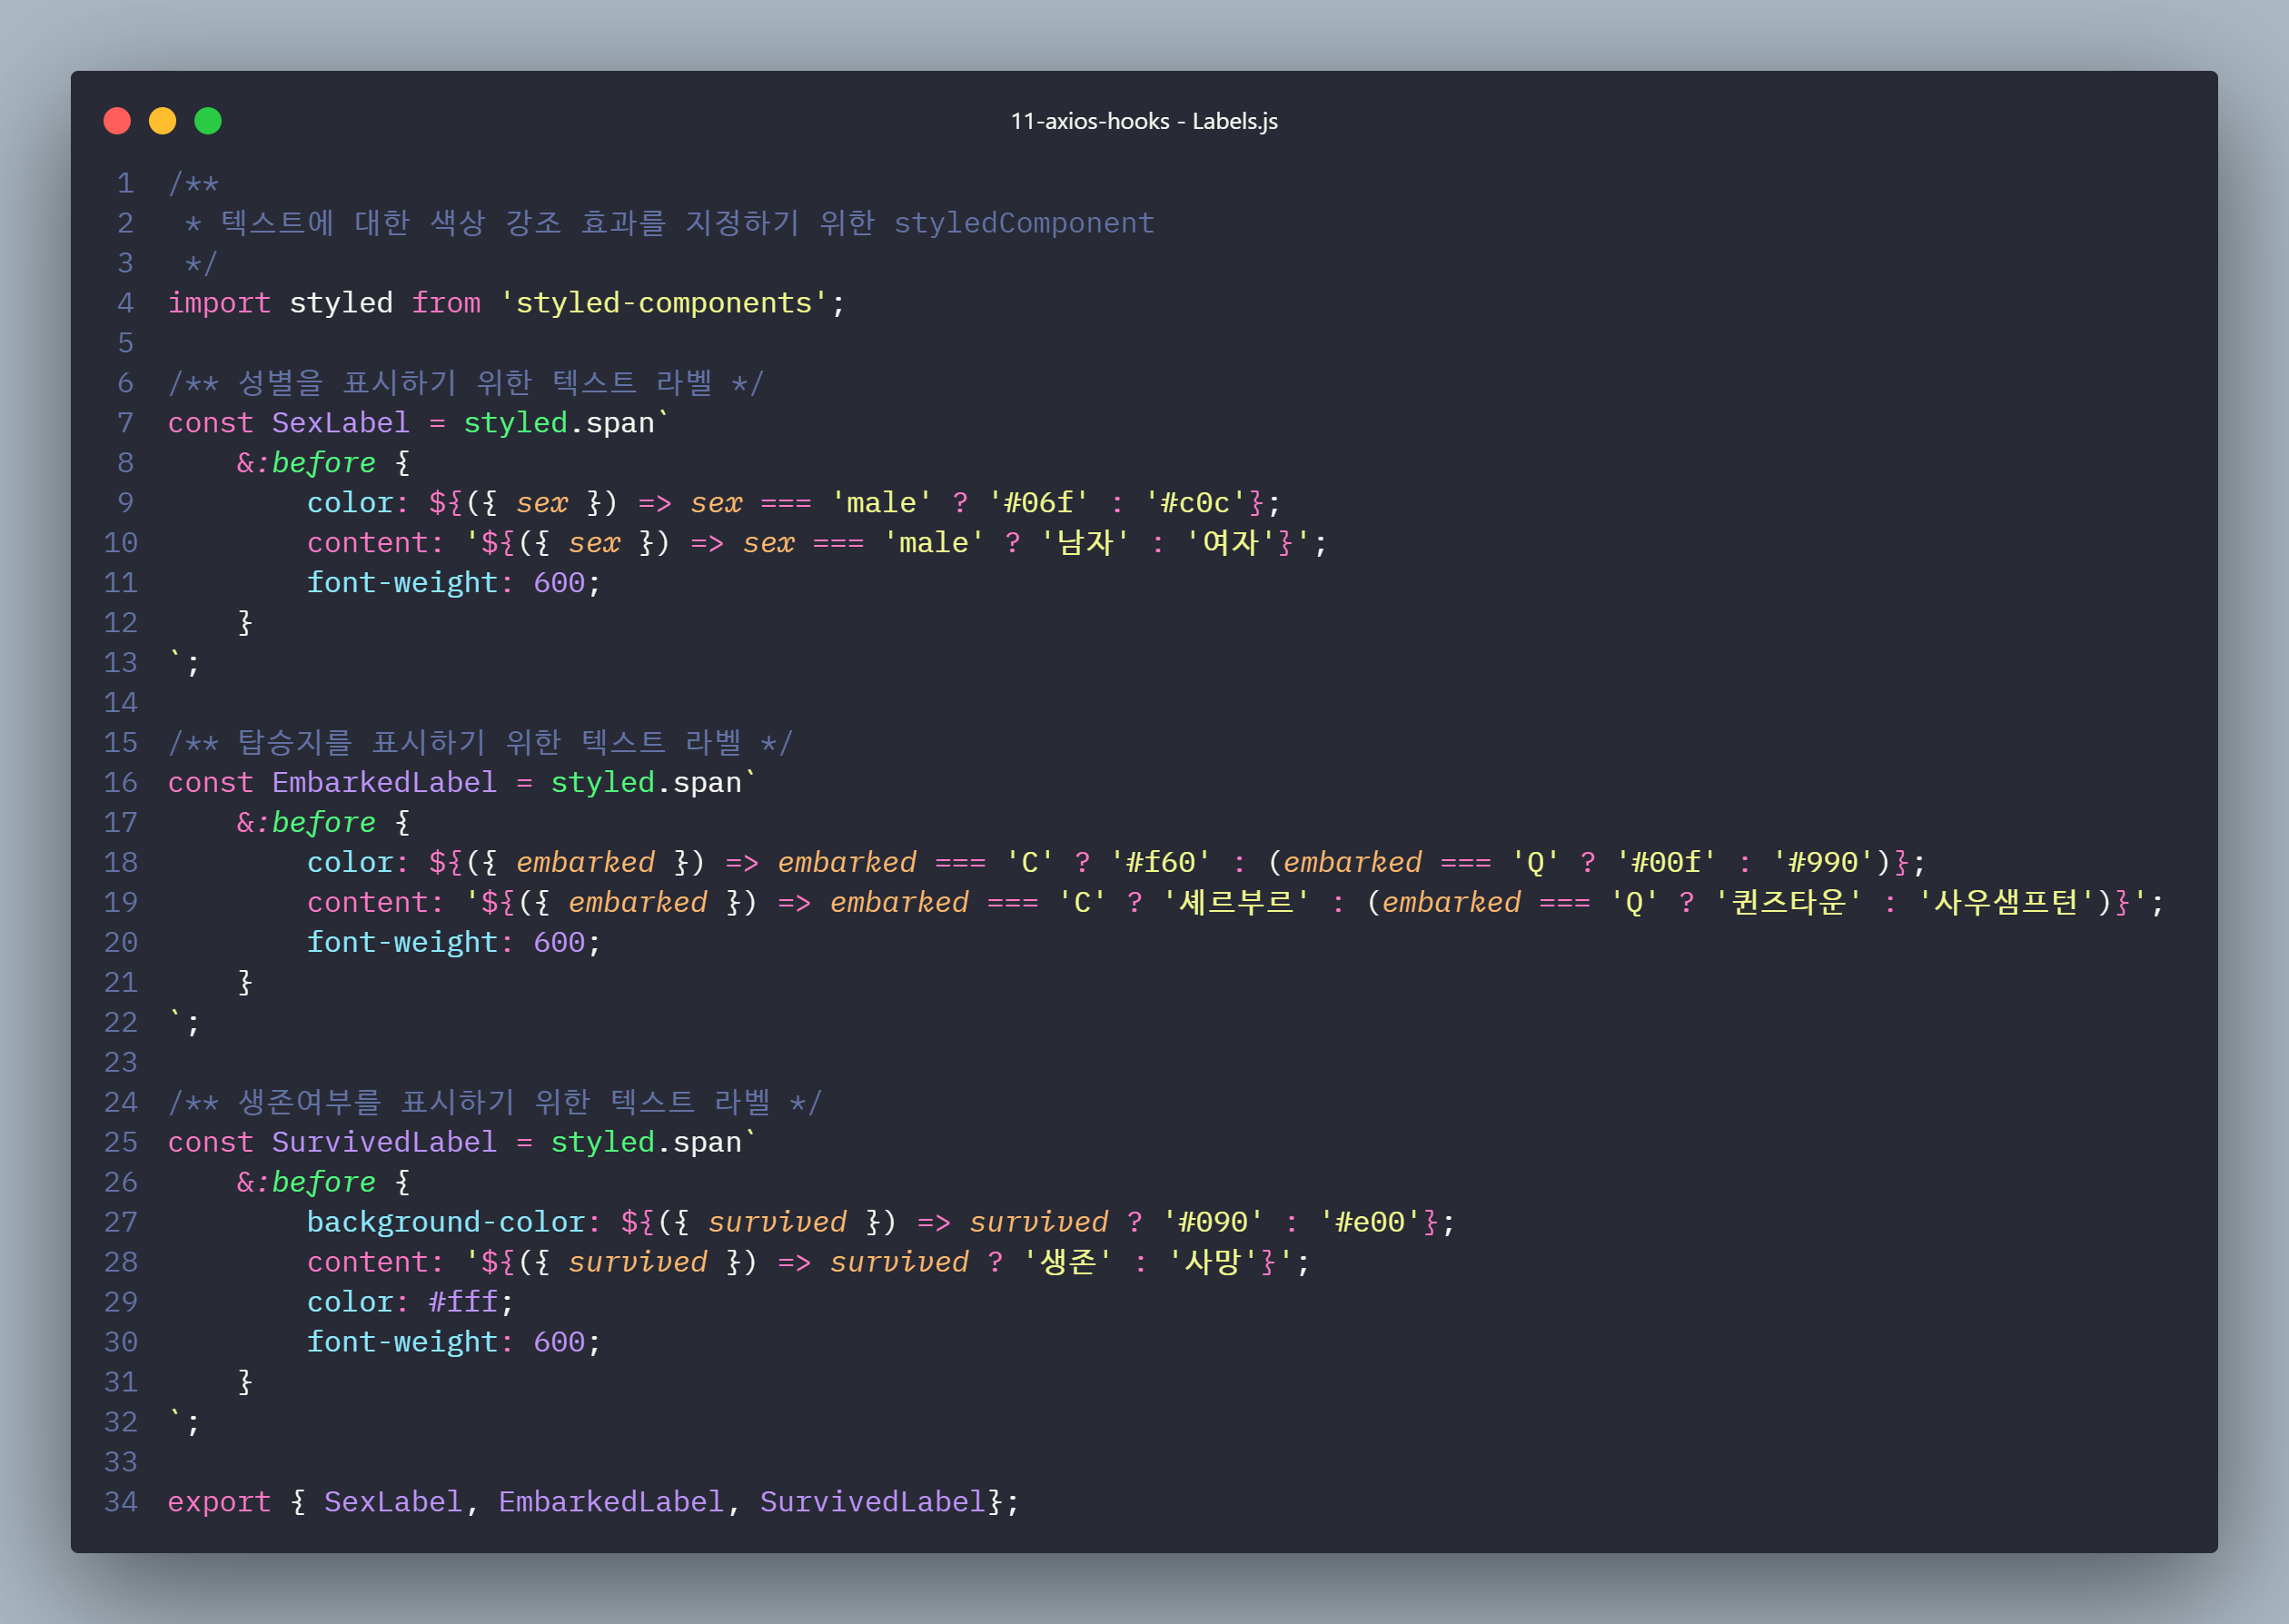 11-axios-hooks - Labels.js
1 /**
2  * 텍스트에 대한 색상 강조 효과를 지정하기 위한 styledComponent
3  */
4 import styled from 'styled-components';
5
6 /** 성별을 표시하기 위한 텍스트 라벨 */
7 const SexLabel = styled.span`
8     &:before {
9         color: ${({ sex }) => sex === 'male' ? '#06f' : '#c0c'};
10         content: '${({ sex }) => sex === 'male' ? '남자' : '여자'}';
11         font-weight: 600;
12     }
13 `;
14
15 /** 탑승지를 표시하기 위한 텍스트 라벨 */
16 const EmbarkedLabel = styled.span`
17     &:before {
18         color: ${({ embarked }) => embarked === 'C' ? '#f60' : (embarked === 'Q' ? '#00f' : '#990')};
19         content: '${({ embarked }) => embarked === 'C' ? '셰르부르' : (embarked === 'Q' ? '퀸즈타운' : '사우샘프턴')}';
20         font-weight: 600;
21     }
22 `;
23
24 /** 생존여부를 표시하기 위한 텍스트 라벨 */
25 const SurvivedLabel = styled.span`
26     &:before {
27         background-color: ${({ survived }) => survived ? '#090' : '#e00'};
28         content: '${({ survived }) => survived ? '생존' : '사망'}';
29         color: #fff;
30         font-weight: 600;
31     }
32 `;
33
34 export { SexLabel, EmbarkedLabel, SurvivedLabel};